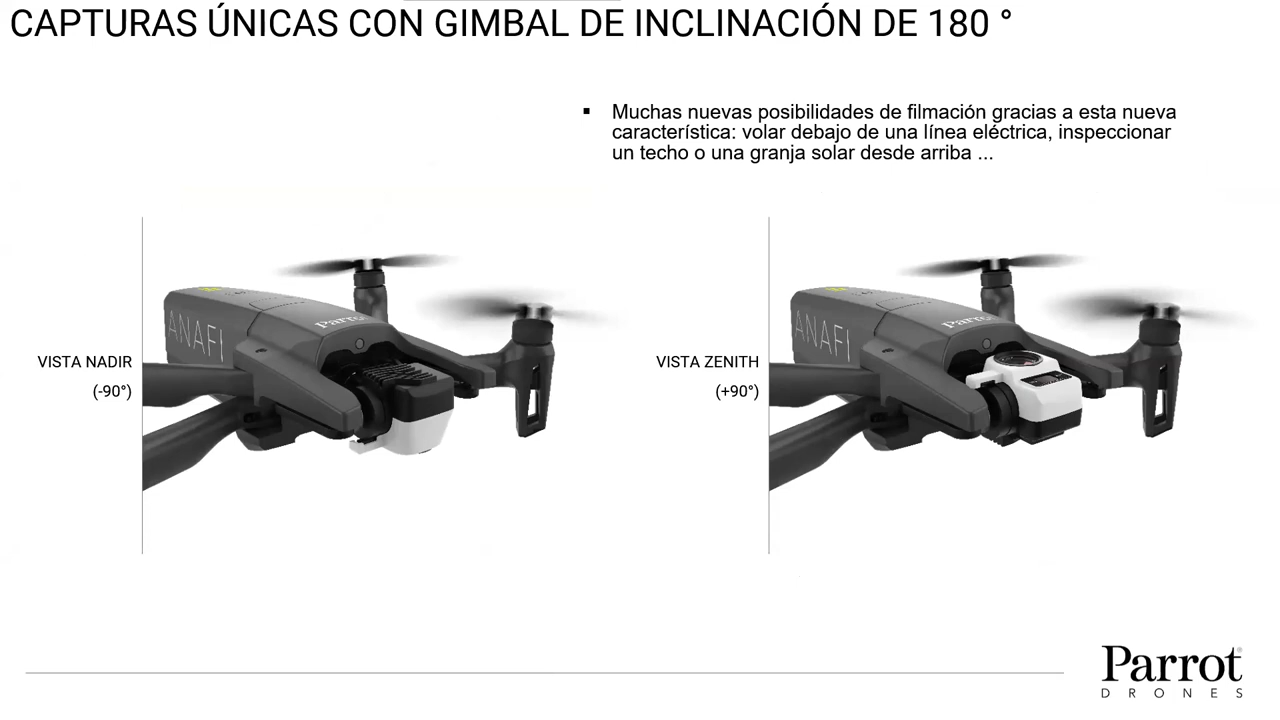 CAPTURAS ÚNICAS CON GIMBAL DE INCLINACIÓN DE 180 °
▪ Muchas nuevas posibilidades de filmación gracias a esta nueva
característica: volar debajo de una línea eléctrica, inspeccionar
un techo o una granja solar desde arriba ...
Parrot
ANAFI
VISTA NADIR
(-90°)
Parrot
ANAFI
VISTA ZENITH
(+90°)
Parrot®
DRONES